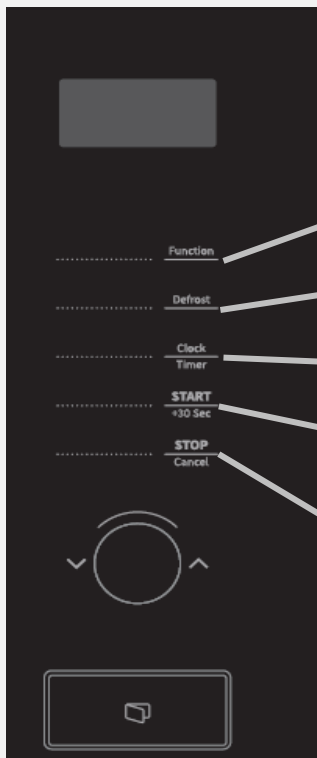 Function
Defrost
Clock
Timer
START
+30 Sec
STOP
Cancel